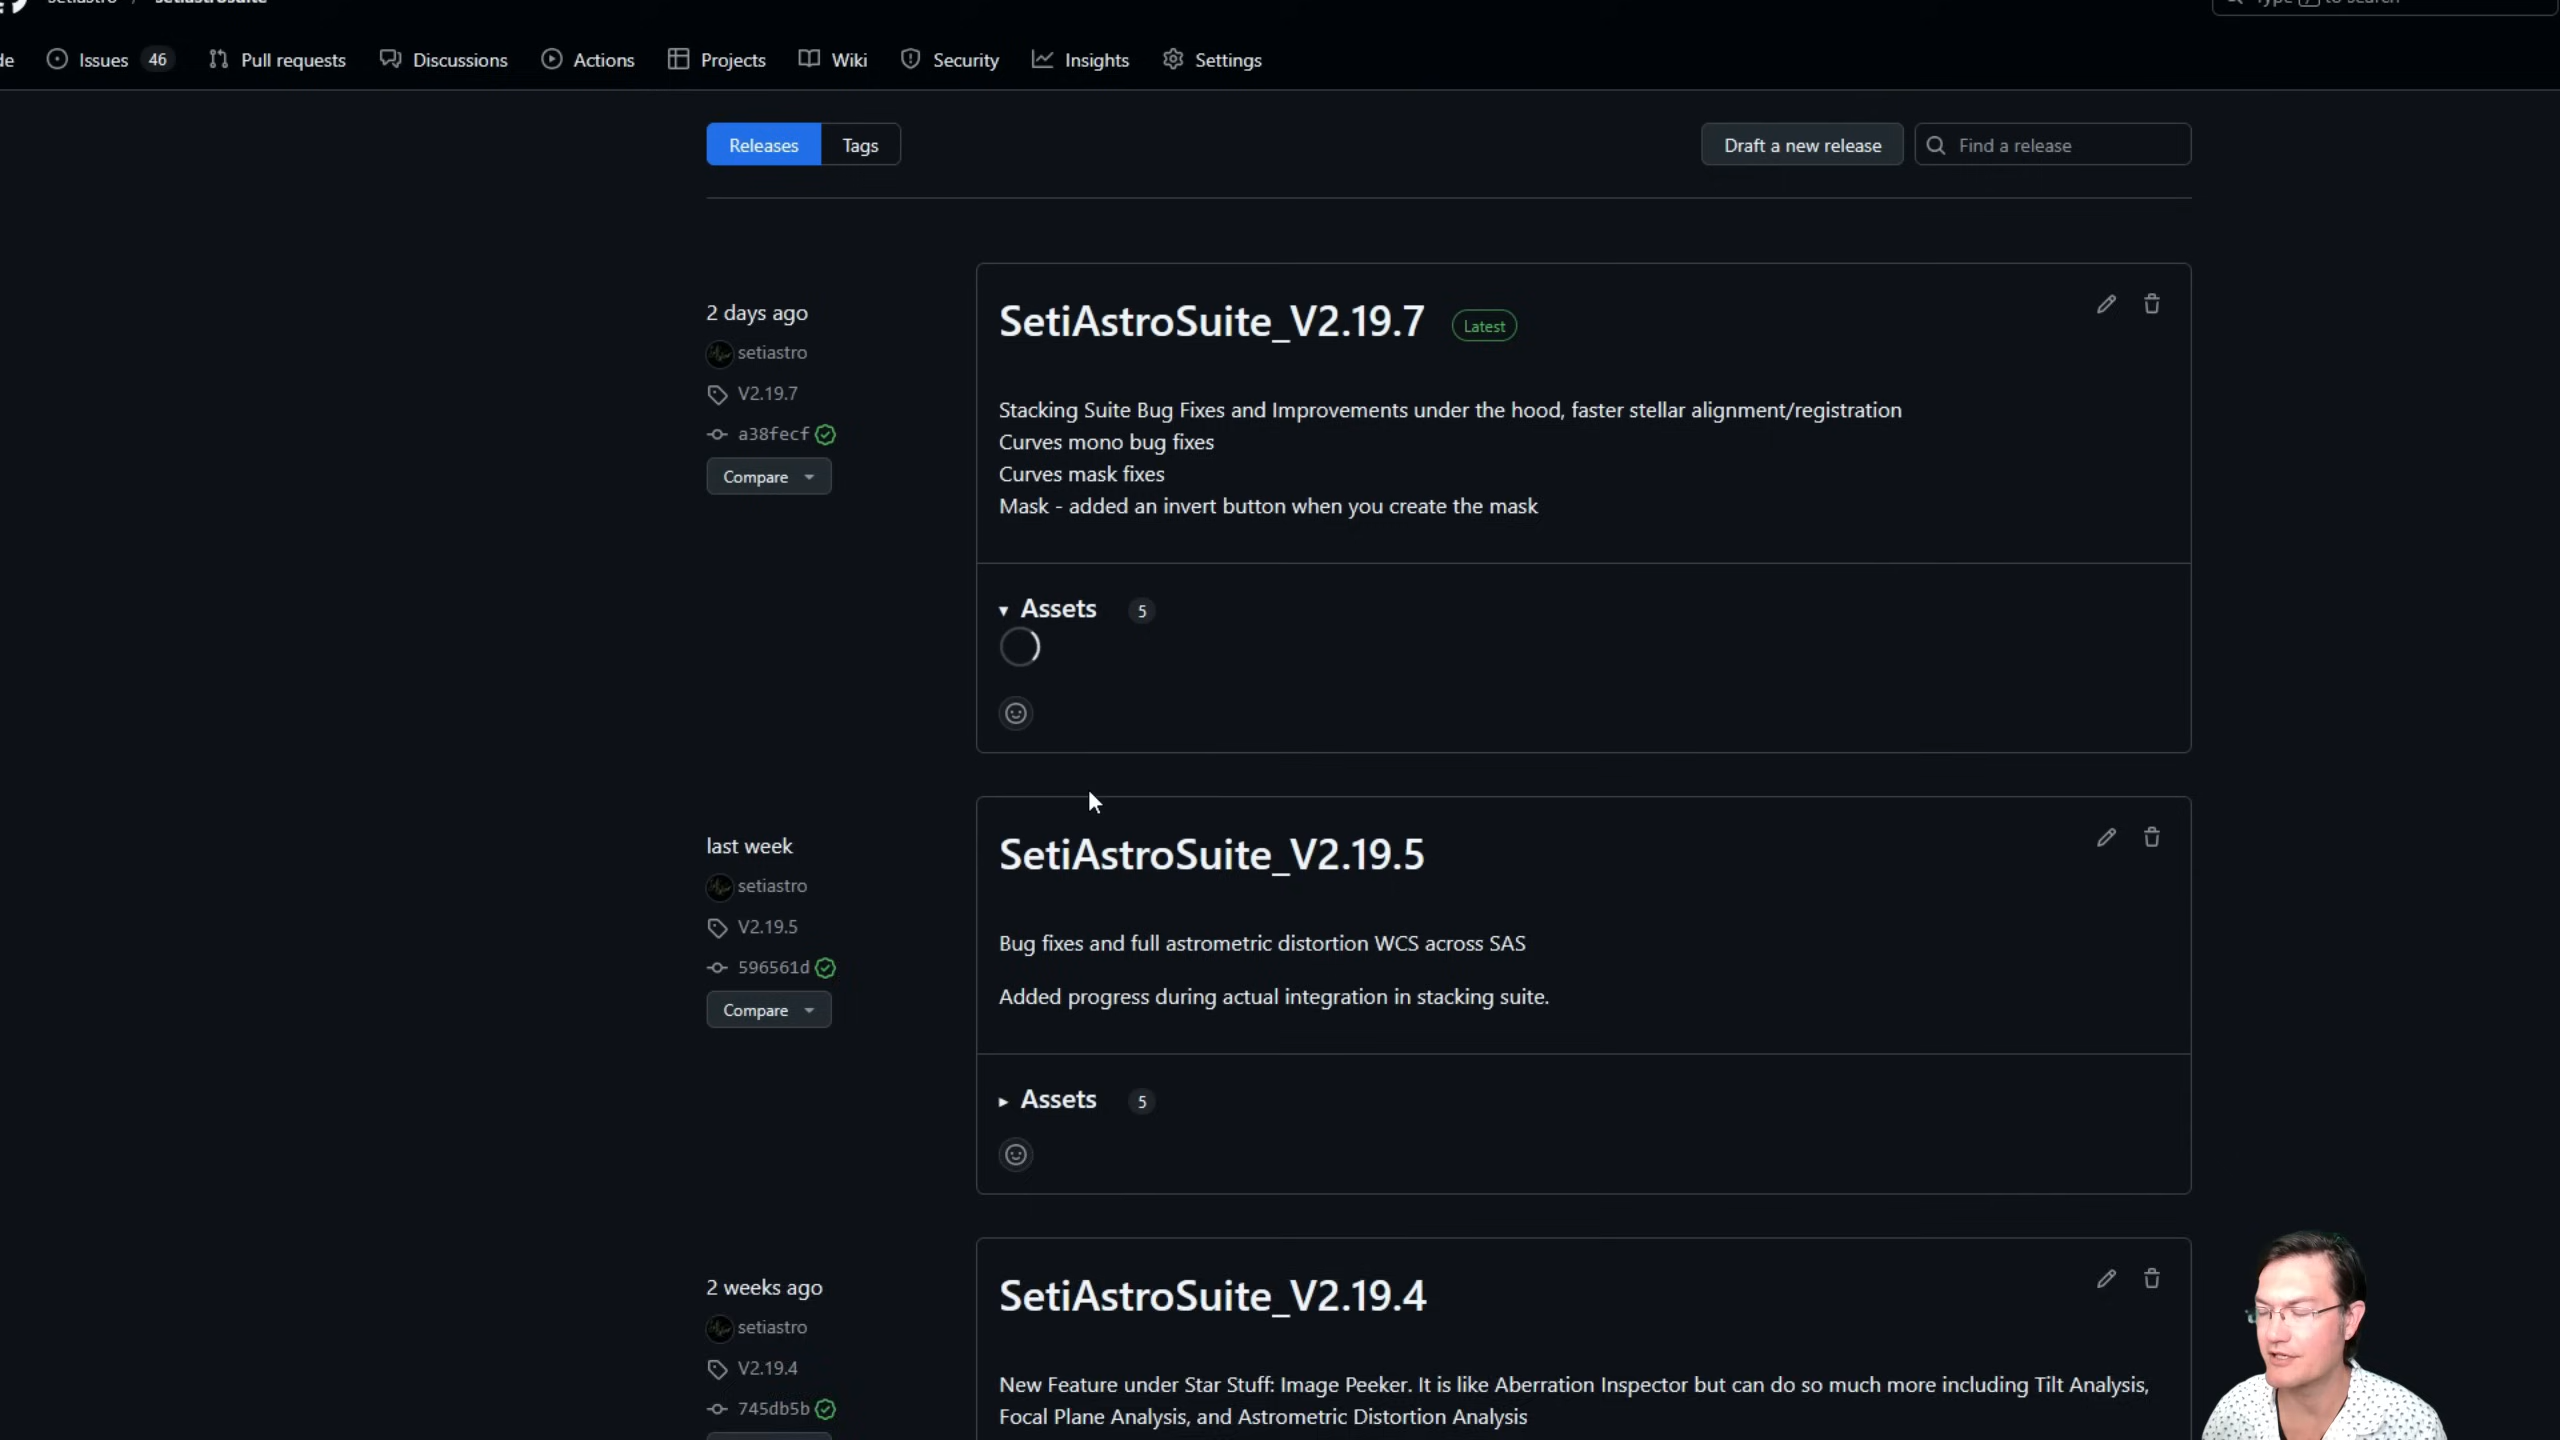 Issues 46 Pull requests Discussions Actions Projects Wiki Security Insights Settings
Releases Tags Draft a new release Find a release
2 days ago
setiastro
V2.19.7
a38fecf
Compare
SetiAstroSuite_V2.19.7 Latest
Stacking Suite Bug Fixes and Improvements under the hood, faster stellar alignment/registration
Curves mono bug fixes
Curves mask fixes
Mask - added an invert button when you create the mask
Assets 5
last week
setiastro
V2.19.5
596561d
Compare
SetiAstroSuite_V2.19.5
Bug fixes and full astrometric distortion WCS across SAS
Added progress during actual integration in stacking suite.
Assets 5
2 weeks ago
setiastro
V2.19.4
745db5b
SetiAstroSuite_V2.19.4
New Feature under Star Stuff: Image Peeker. It is like Aberration Inspector but can do so much more including Tilt Analysis,
Focal Plane Analysis, and Astrometric Distortion Analysis